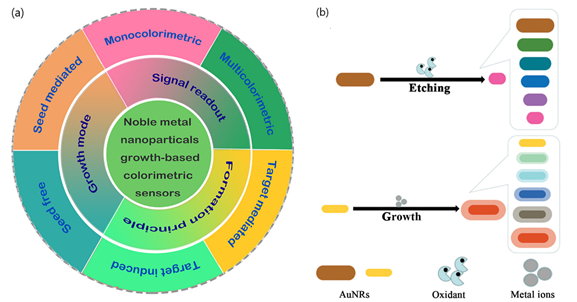 (a)
Monocolorimetric
Multicolorimetric
Seed mediated
Signal readout
Growth mode
Noble metal
nanoparticals
growth-based
colorimetric
sensors
Formation principle
Target mediated
Seed free
Target induced
(b)
Etching
Growth
AuNRs
Oxidant
Metal ions